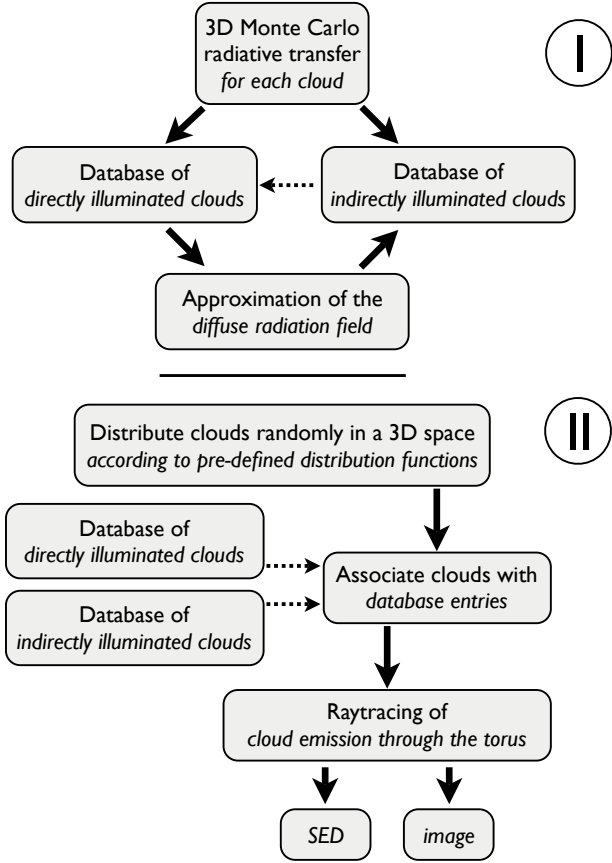 3D Monte Carlo
radiative transfer
for each cloud
I
Database of
directly illuminated clouds
Database of
indirectly illuminated clouds
Approximation of the
diffuse radiation field
II
Distribute clouds randomly in a 3D space
according to pre-defined distribution functions
Database of
directly illuminated clouds
Database of
indirectly illuminated clouds
Associate clouds with
database entries
Raytracing of
cloud emission through the torus
SED
image